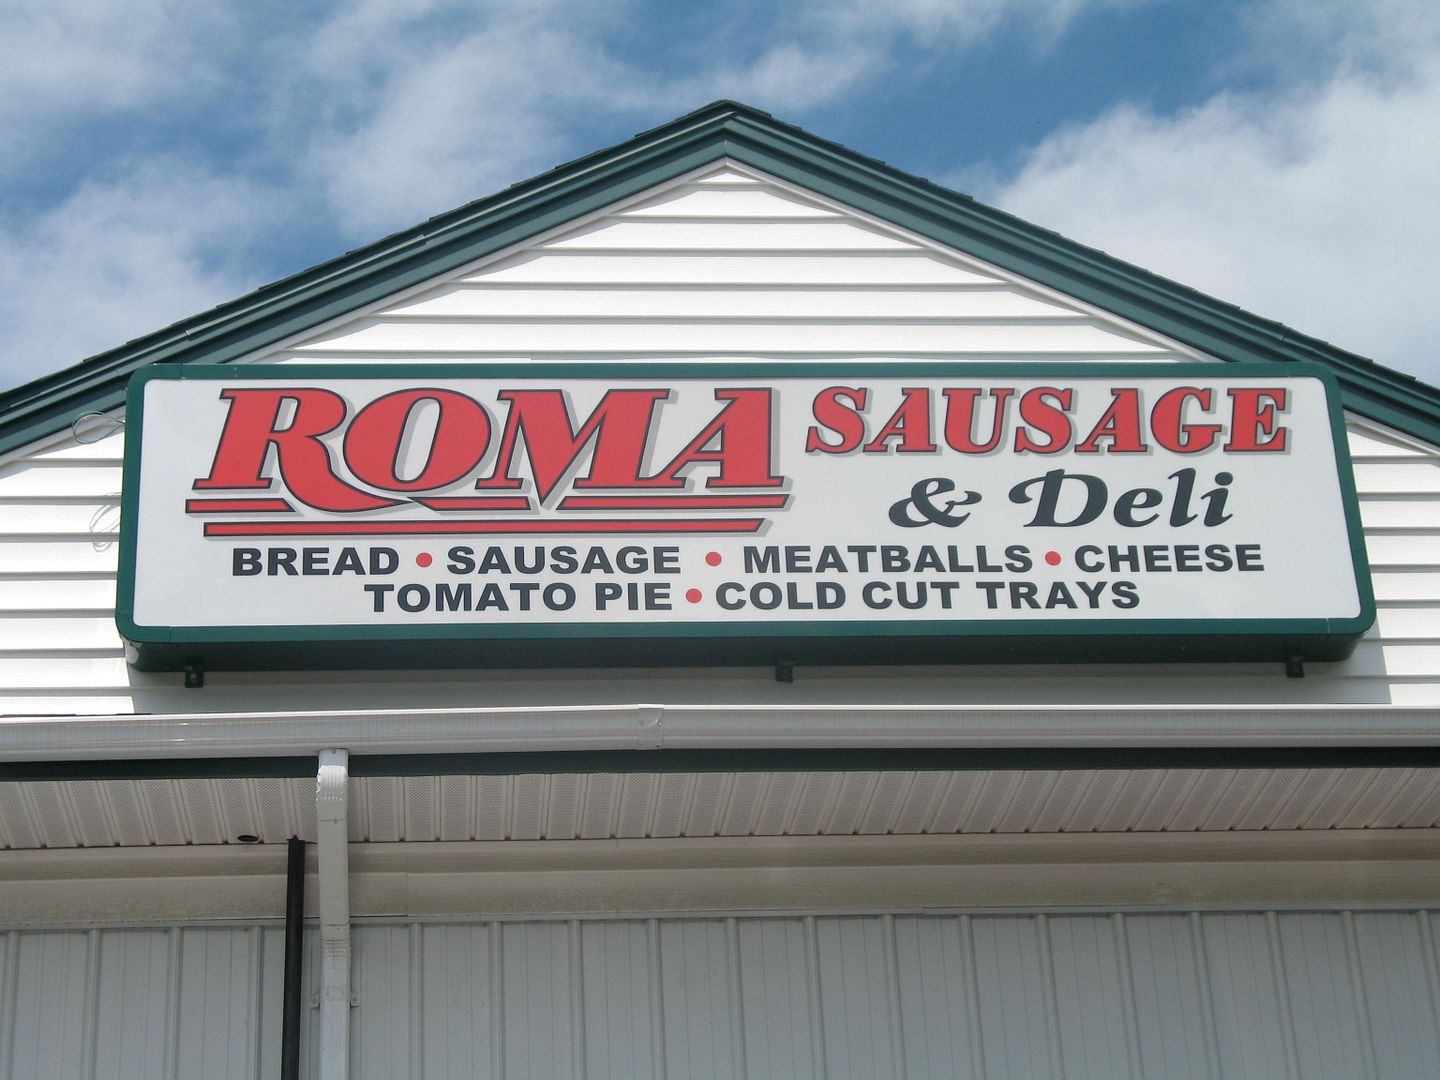 ROMA SAUSAGE
& Deli
BREAD • SAUSAGE • MEATBALLS • CHEESE
TOMATO PIE • COLD CUT TRAYS